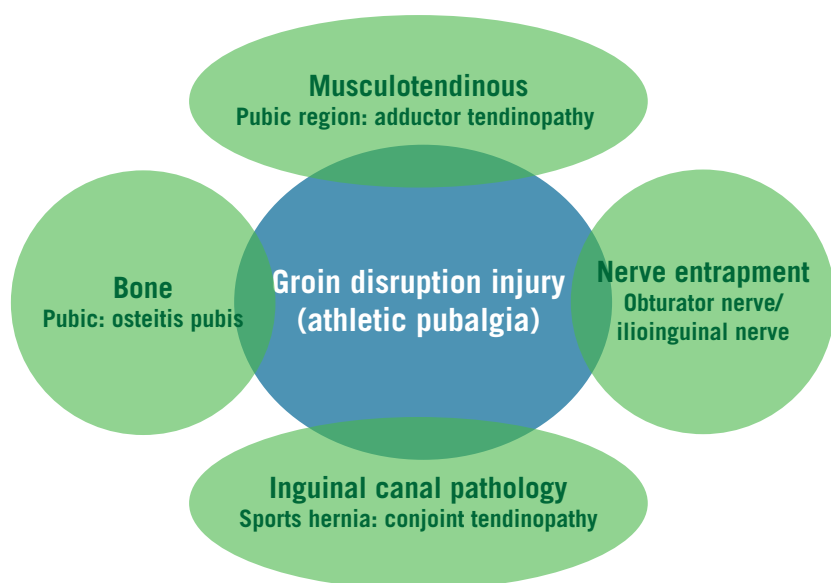 Musculotendinous
Pubic region: adductor tendinopathy
Bone
Pubic: osteitis pubis
Groin disruption injury
(athletic pubalgia)
Nerve entrapment
Obturator nerve/
ilioinguinal nerve
Inguinal canal pathology
Sports hernia: conjoint tendinopathy